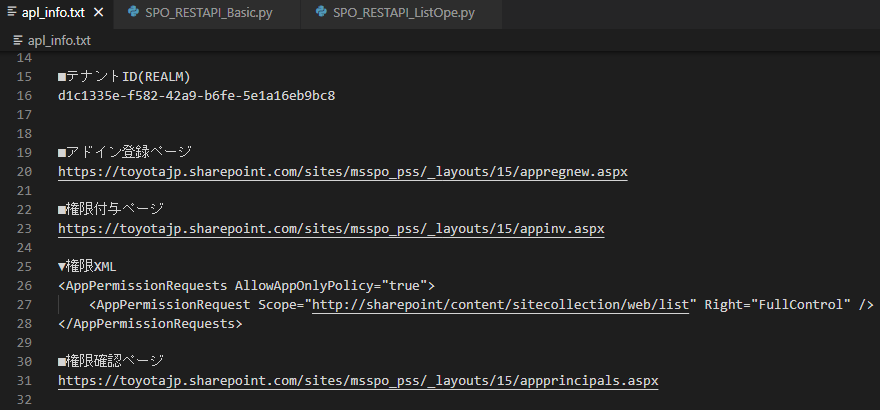 apl_info.txt SPO_RESTAPI_Basic.py SPO_RESTAPI_ListOpe.py
apl_info.txt
14
15 ■テナントID(REALM)
16 d1c1335e-f582-42a9-b6fe-5e1a16eb9bc8
17
18
19 ■アドイン登録ページ
20 https://toyotajp.sharepoint.com/sites/msspo_pss/_layouts/15/appregnew.aspx
21
22 ■権限付与ページ
23 https://toyotajp.sharepoint.com/sites/msspo_pss/_layouts/15/appinv.aspx
24
25 ▼権限XML
26 <AppPermissionRequests AllowAppOnlyPolicy="true">
27 <AppPermissionRequest Scope="http://sharepoint/content/sitecollection/web/list" Right="FullControl" />
28 </AppPermissionRequests>
29
30 ■権限確認ページ
31 https://toyotajp.sharepoint.com/sites/msspo_pss/_layouts/15/appprincipals.aspx
32